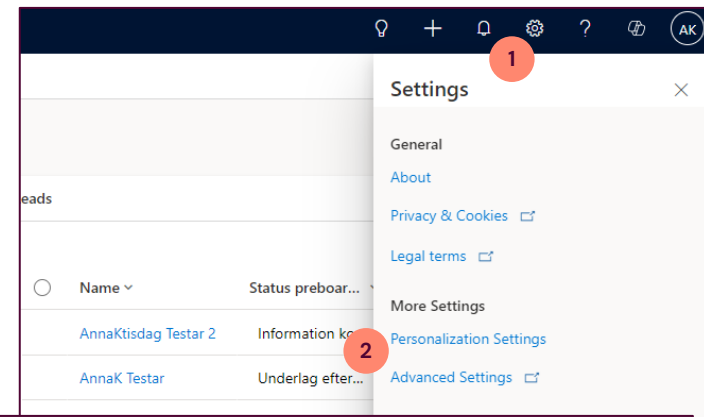 AK
1
Settings
General
About
eads
Privacy & Cookies
Legal terms
Name
Status preboar...
More Settings
AnnaKtisdag Testar 2
Information
Personalization Settings
2
AnnaK Testar
Underlag efter...
Advanced Settings